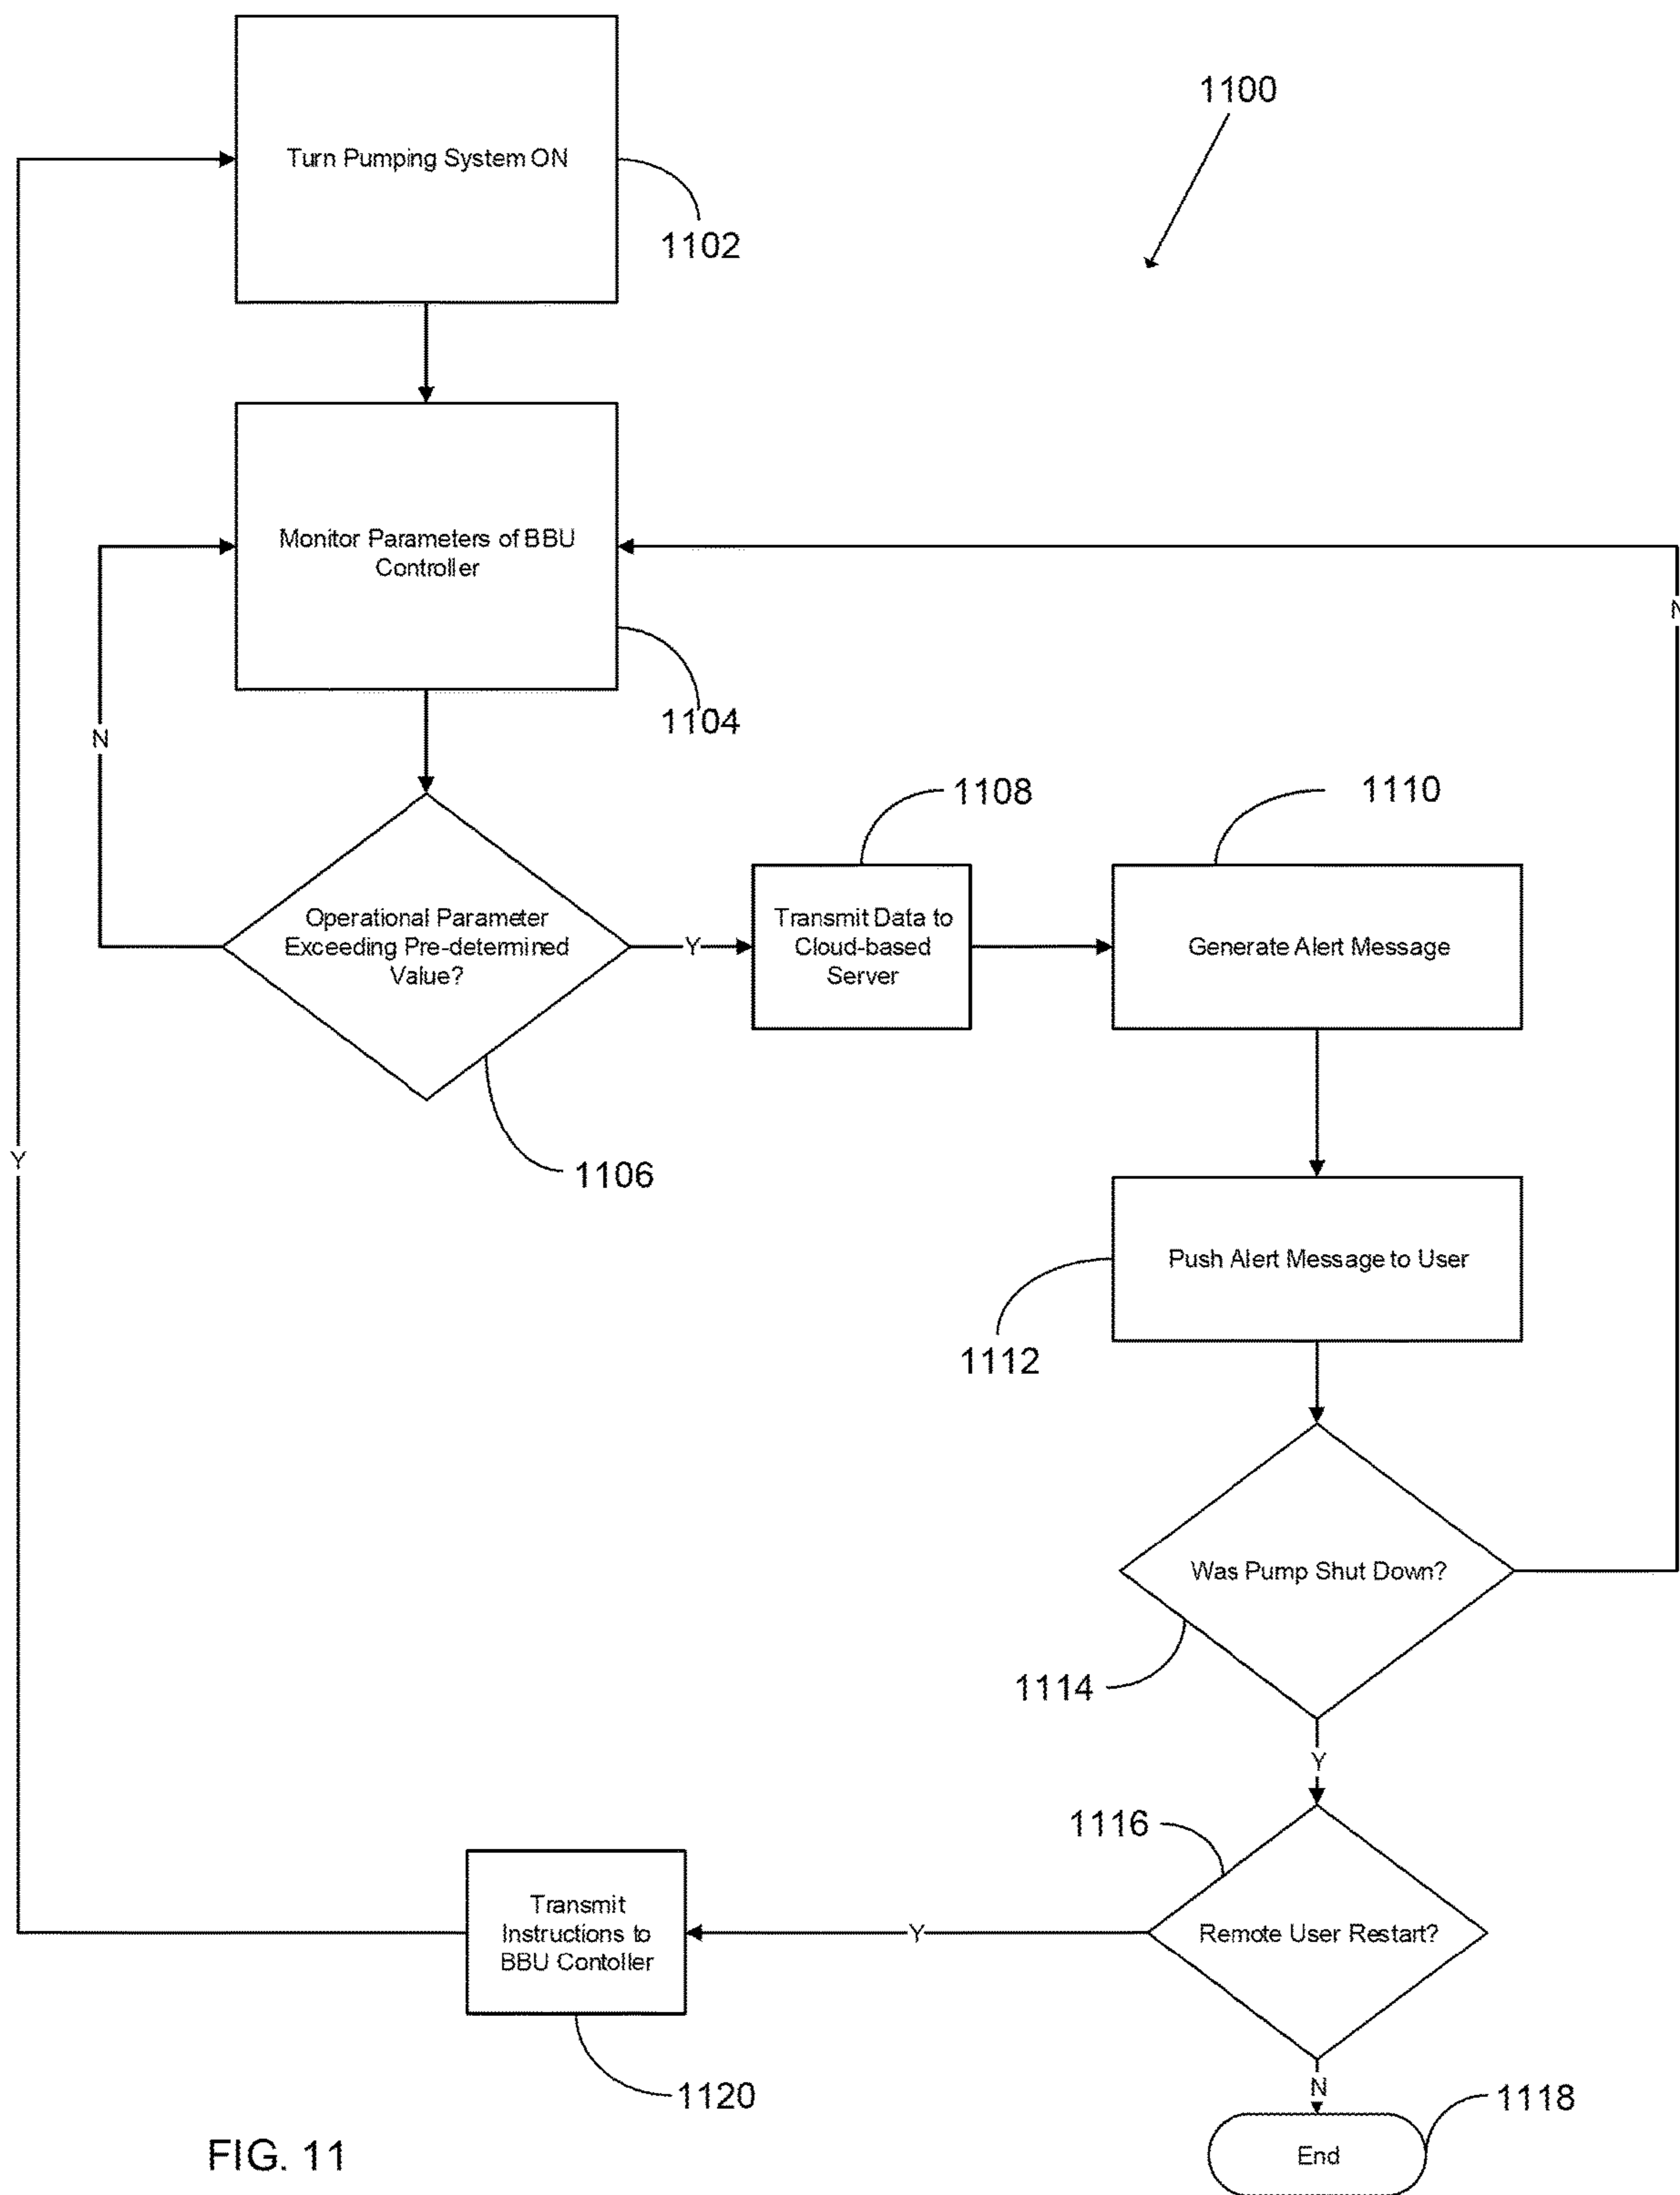 1100
Turn Pumping System ON
1102
Monitor Parameters of BBU
Controller
1104
N
N
Operational Parameter
Exceeding Pre-determined
Value?
1106
Y
1108
Transmit Data to
Cloud-based
Server
1110
Generate Alert Message
Push Alert Message to User
1112
Was Pump Shut Down?
1114
Y
1116
Remote User Restart?
Y
Transmit
Instructions to
BBU Contoller
1120
Y
N
1118
End
FIG. 11